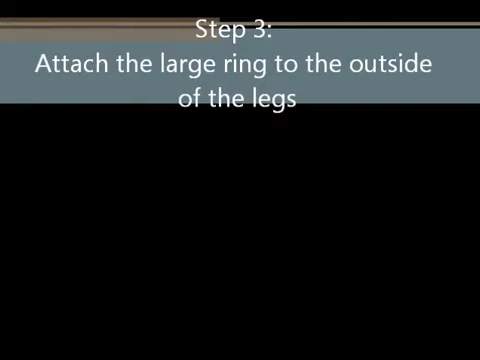 Step 3:
Attach the large ring to the outside
of the legs